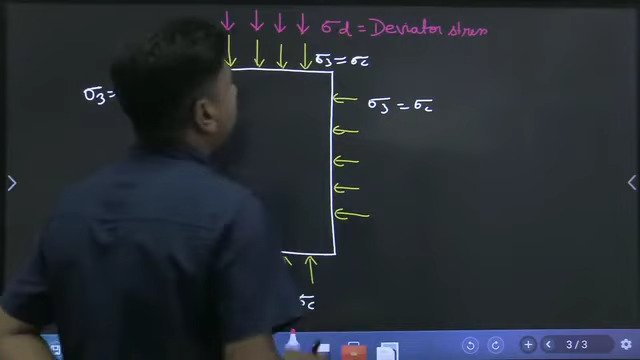 σd = Deviator stress
σ3 = σc
σ3 =
σ3 = σc
σc
3 / 3